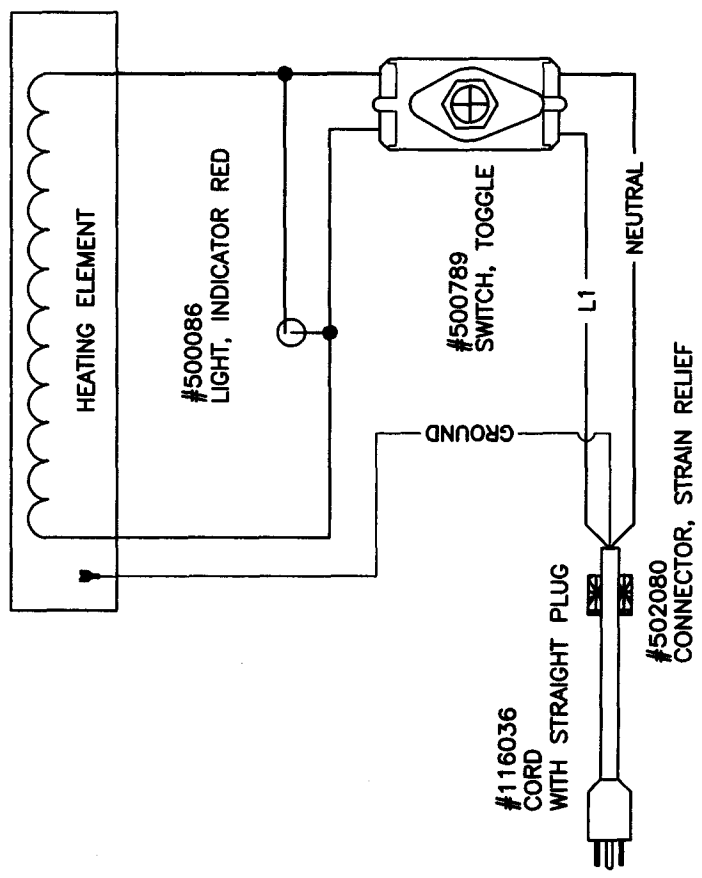 HEATING ELEMENT
#500086
LIGHT, INDICATOR RED
#500789
SWITCH, TOGGLE
L1
NEUTRAL
GROUND
#116036
CORD
WITH STRAIGHT PLUG
#502080
CONNECTOR, STRAIN RELIEF